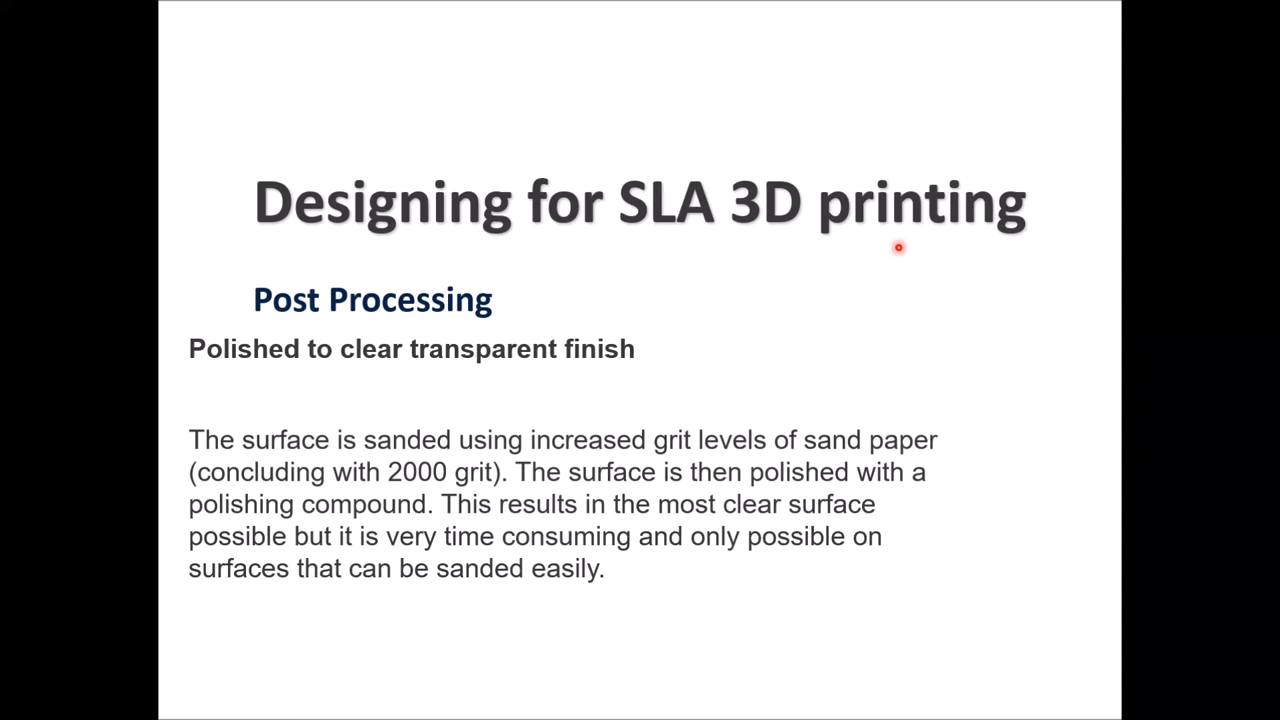 Designing for SLA 3D printing
Post Processing
Polished to clear transparent finish
The surface is sanded using increased grit levels of sand paper
(concluding with 2000 grit). The surface is then polished with a
polishing compound. This results in the most clear surface
possible but it is very time consuming and only possible on
surfaces that can be sanded easily.